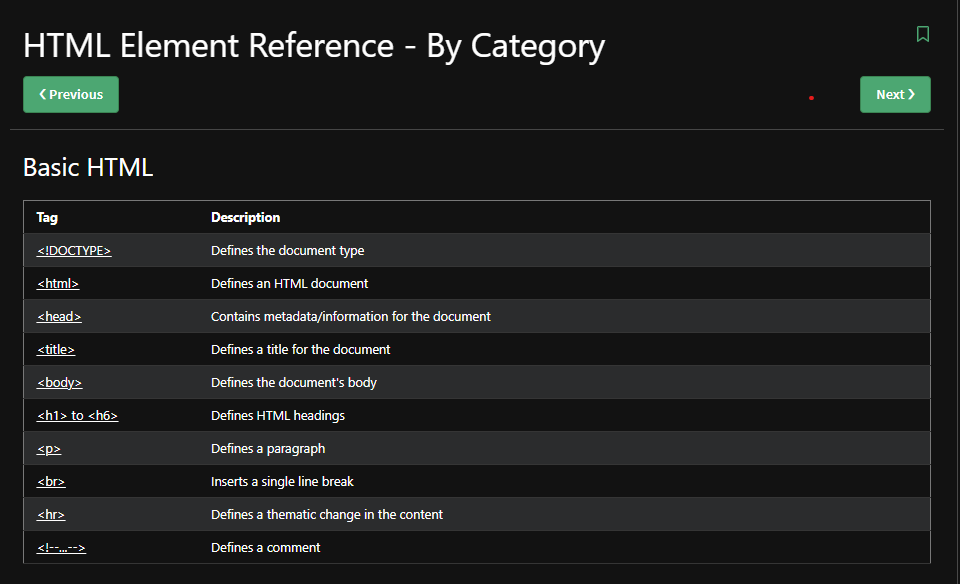 HTML Element Reference - By Category
❮ Previous
Next ❯
Basic HTML
Tag Description
<!DOCTYPE> Defines the document type
<html> Defines an HTML document
<head> Contains metadata/information for the document
<title> Defines a title for the document
<body> Defines the document's body
<h1> to <h6> Defines HTML headings
<p> Defines a paragraph
<br> Inserts a single line break
<hr> Defines a thematic change in the content
<!--...--> Defines a comment